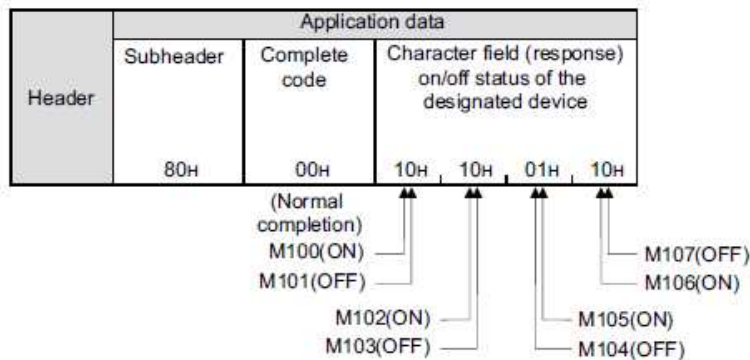 Application data
Header
Subheader
Complete
code
Character field (response)
on/off status of the
designated device
80H
00H
10H
10H
01H
10H
(Normal
completion)
M100(ON)
M101(OFF)
M102(ON)
M103(OFF)
M107(OFF)
M106(ON)
M105(ON)
M104(OFF)